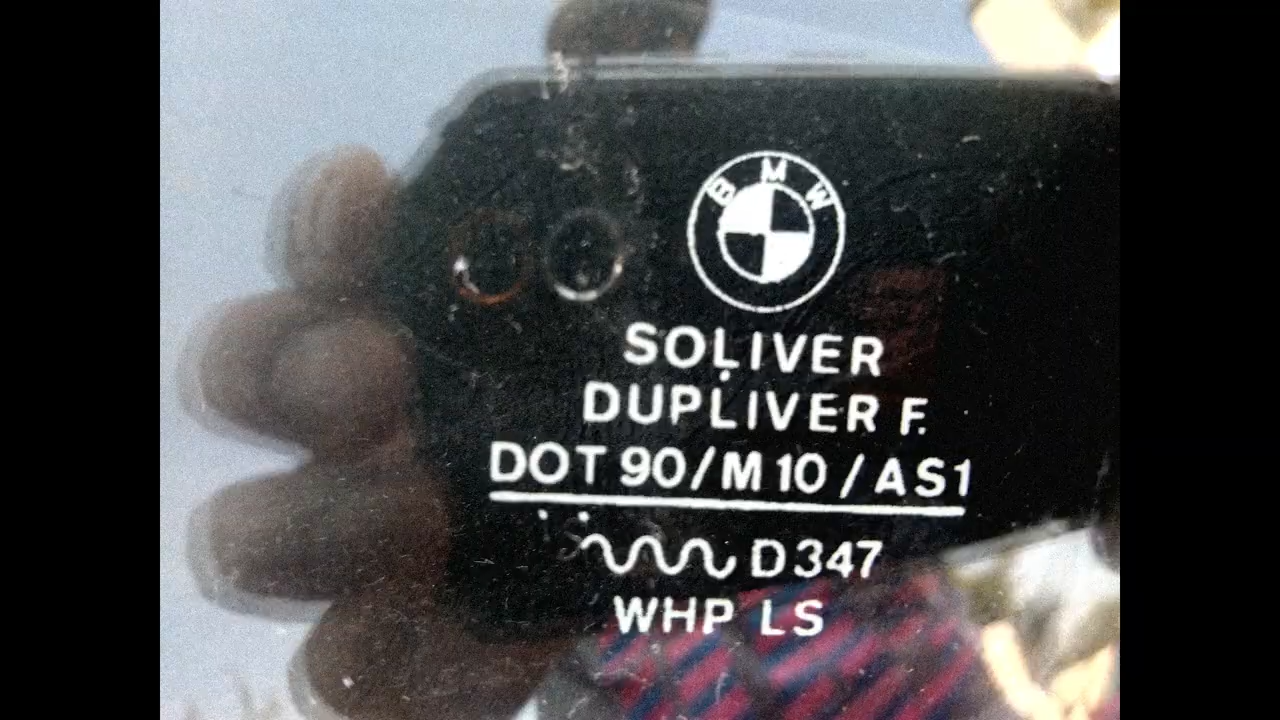 BMW
SOLIVER
DUPLIVER F.
DOT 90/M 10 / AS1
D347
WHP LS